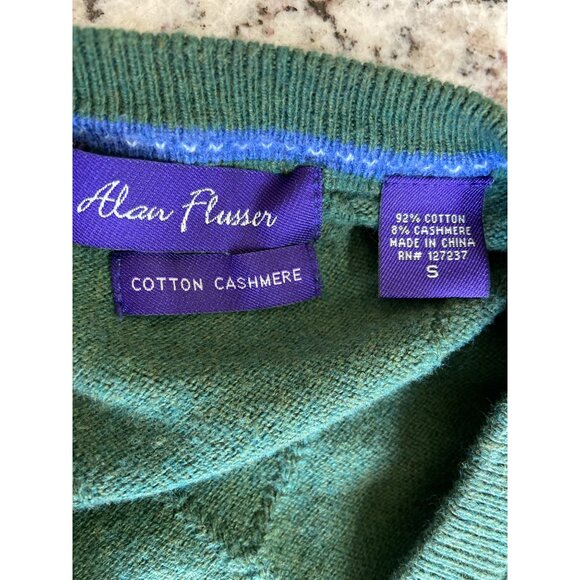 Alan Flusser
COTTON CASHMERE
92% COTTON
8% CASHMERE
MADE IN CHINA
RN# 127237
S